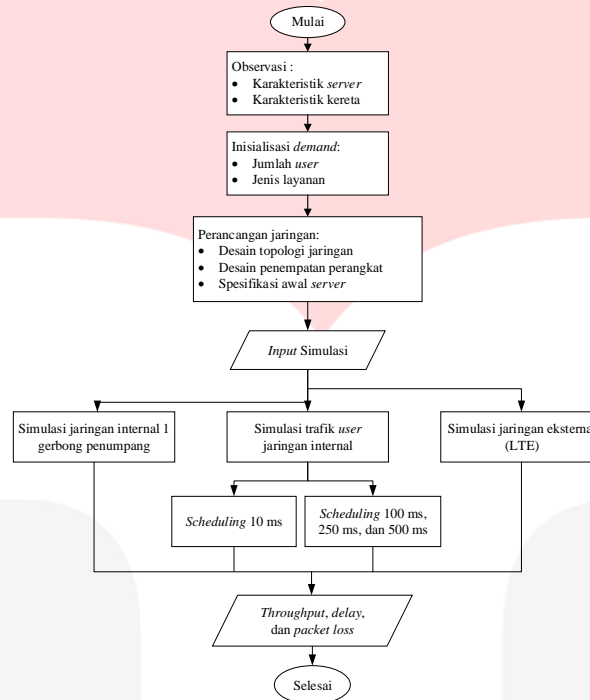 Mulai
Observasi :
• Karakteristik server
• Karakteristik kereta
Inisialisasi demand:
• Jumlah user
• Jenis layanan
Perancangan jaringan:
• Desain topologi jaringan
• Desain penempatan perangkat
• Spesifikasi awal server
Input Simulasi
Simulasi jaringan internal 1
gerbong penumpang
Simulasi trafik user
jaringan internal
Simulasi jaringan eksterna
(LTE)
Scheduling 10 ms
Scheduling 100 ms,
250 ms, dan 500 ms
Throughput, delay,
dan packet loss
Selesai